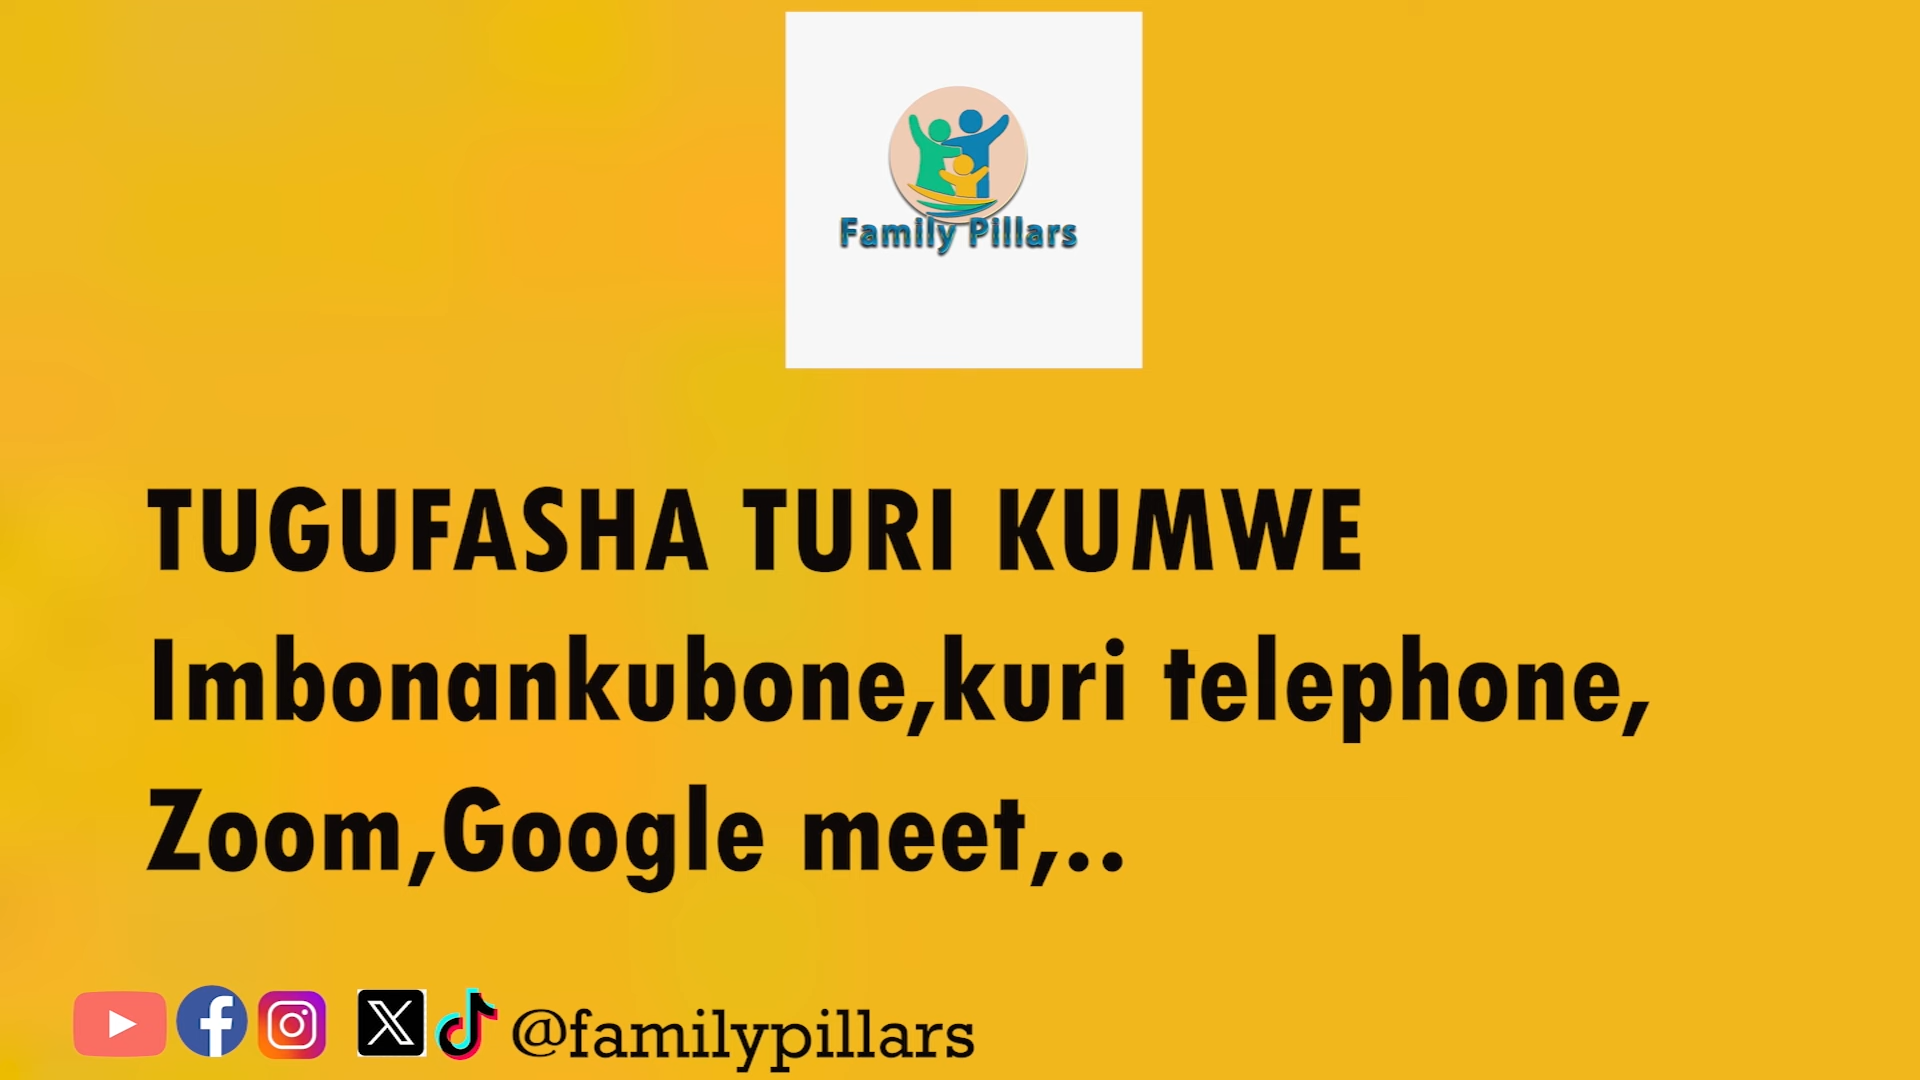 Family Pillars
TUGUFASHA TURI KUMWE
Imbonankubone,kuri telephone,
Zoom,Google meet,..
@familypillars